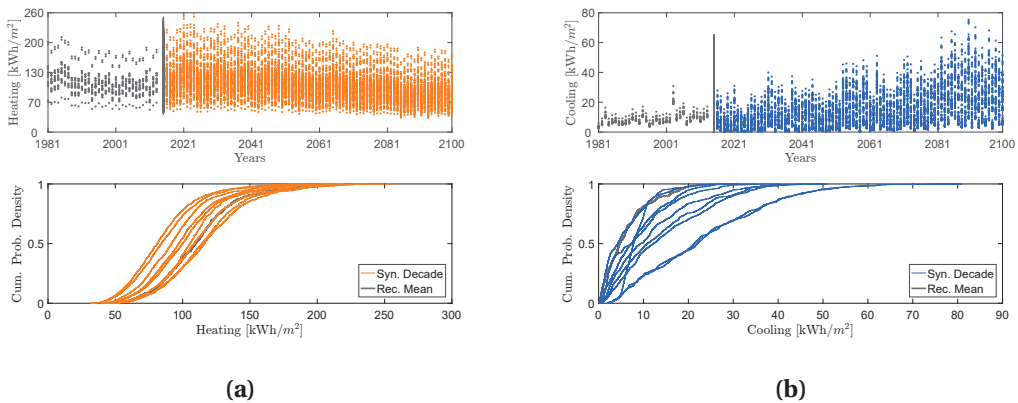 260
200
130
70
0
Heating [kWh/m²]
1981 2001 2021 2041 2061 2081 2100
Years
80
60
40
20
0
Cooling [kWh/m²]
1981 2001 2021 2041 2061 2081 2100
Years
1
0.5
0
Cum. Prob. Density
Syn. Decade
Rec. Mean
0 50 100 150 200 250 300
Heating [kWh/m²]
1
0.5
0
Cum. Prob. Density
Syn. Decade
Rec. Mean
0 10 20 30 40 50 60 70 80 90
Cooling [kWh/m²]
(a)
(b)